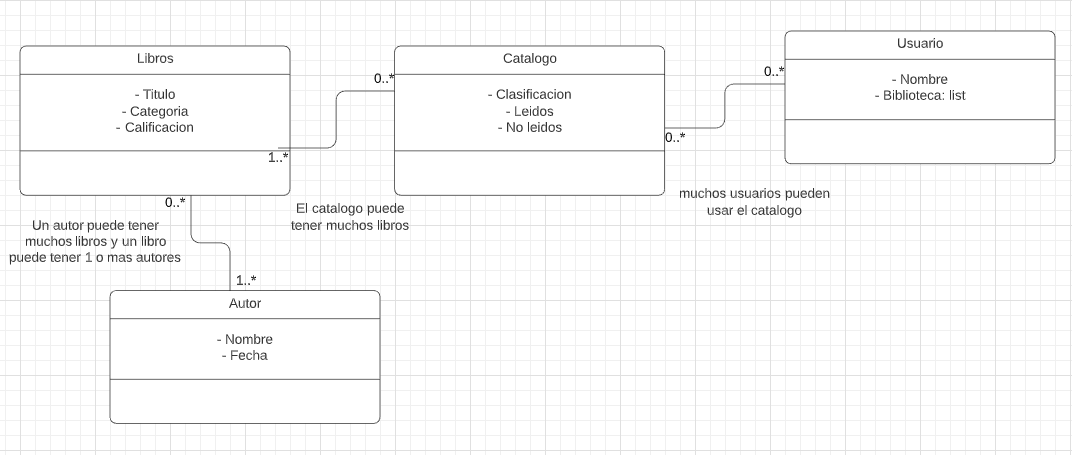 Libros
- Titulo
- Categoria
- Calificacion
1..*
0..*
Catalogo
- Clasificacion
- Leidos
- No leidos
0..*
0..*
Usuario
- Nombre
- Biblioteca: list
El catalogo puede
tener muchos libros
muchos usuarios pueden
usar el catalogo
0..*
Un autor puede tener
muchos libros y un libro
puede tener 1 o mas autores
1..*
Autor
- Nombre
- Fecha